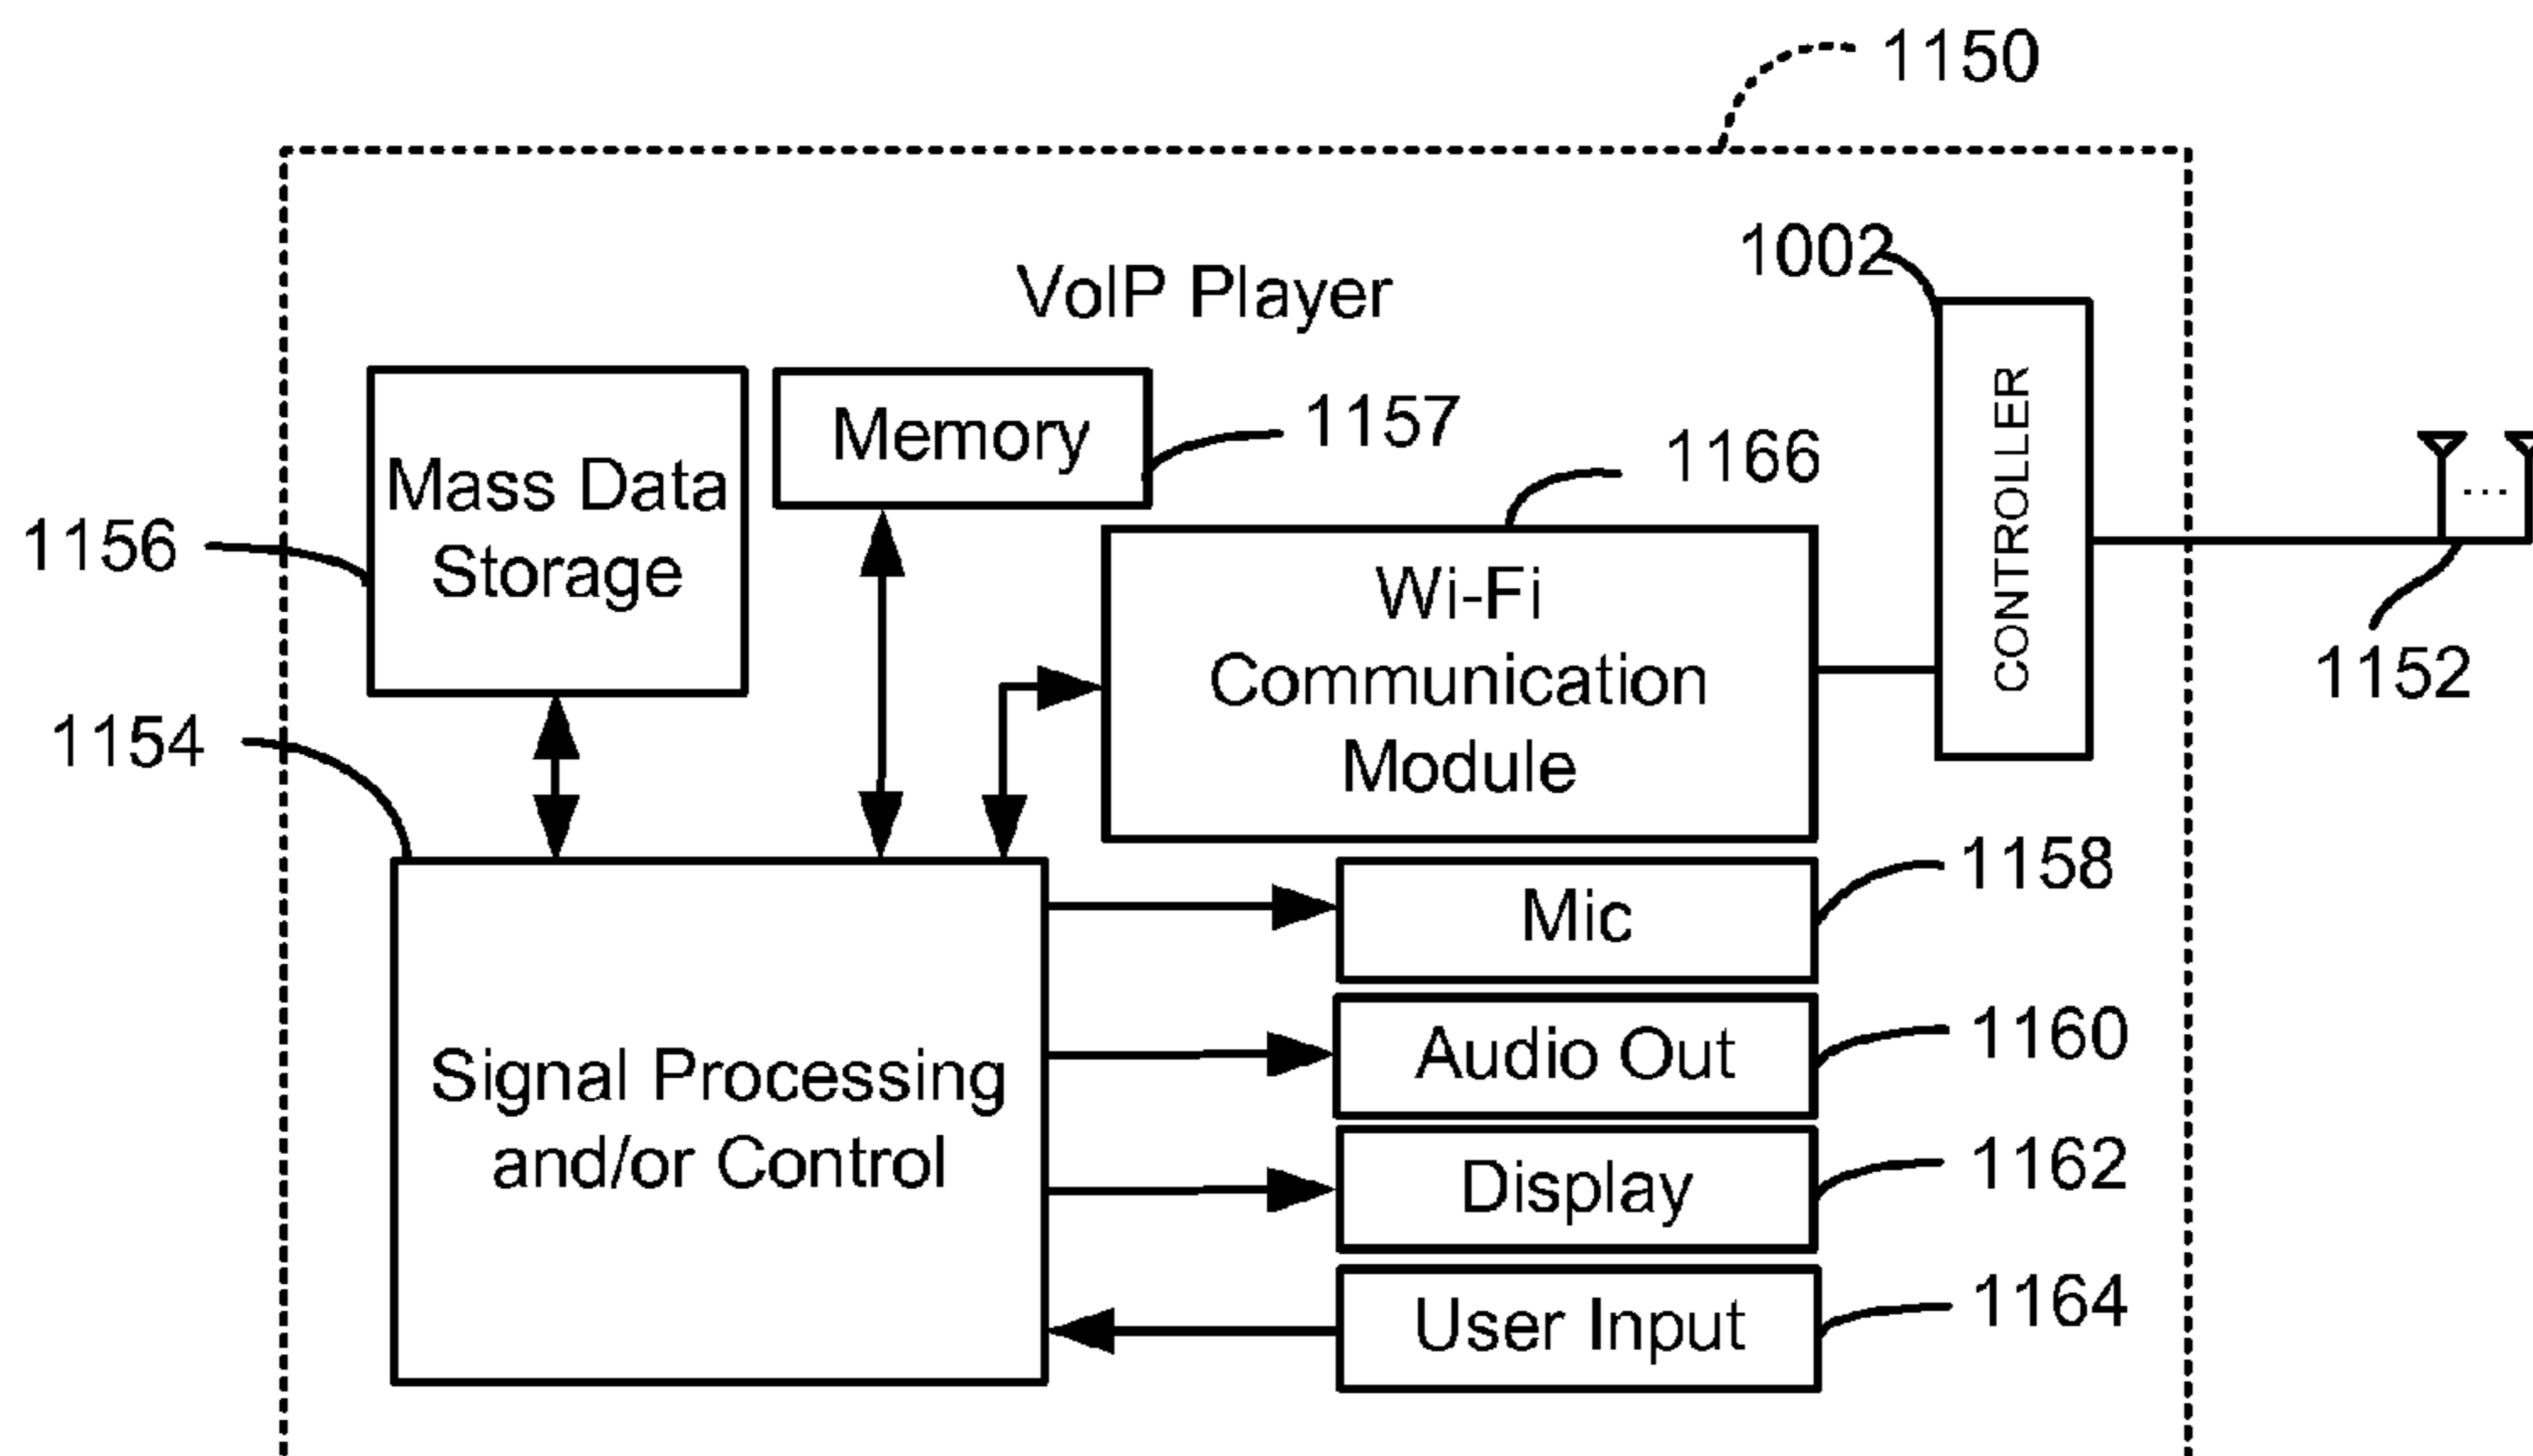 1150
1002
VoIP Player
Mass Data
Storage
Memory
1157
1166
CONTROLLER
...
1156
Wi-Fi
Communication
Module
1152
1154
Mic
1158
Signal Processing
and/or Control
Audio Out
1160
Display
1162
User Input
1164